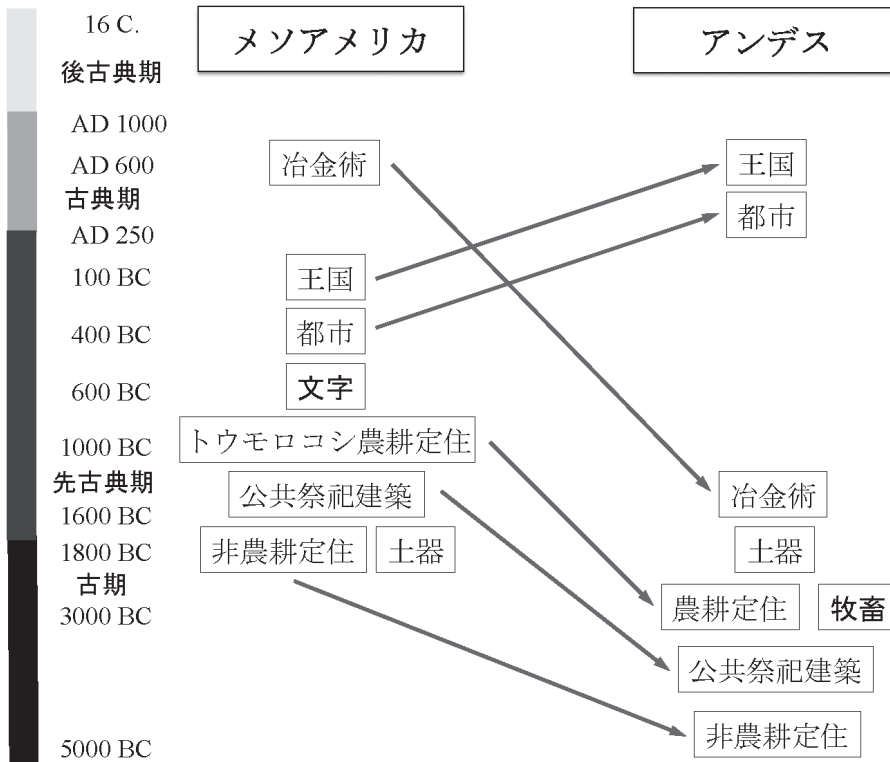 16 C.
メソアメリカ
アンデス
後古典期
AD 1000
AD 600
冶金術
王国
古典期
都市
AD 250
100 BC
王国
400 BC
都市
600 BC
文字
1000 BC
トウモロコシ農耕定住
先古典期
公共祭祀建築
冶金術
1600 BC
1800 BC
非農耕定住 土器
土器
古期
3000 BC
農耕定住 牧畜
公共祭祀建築
非農耕定住
5000 BC